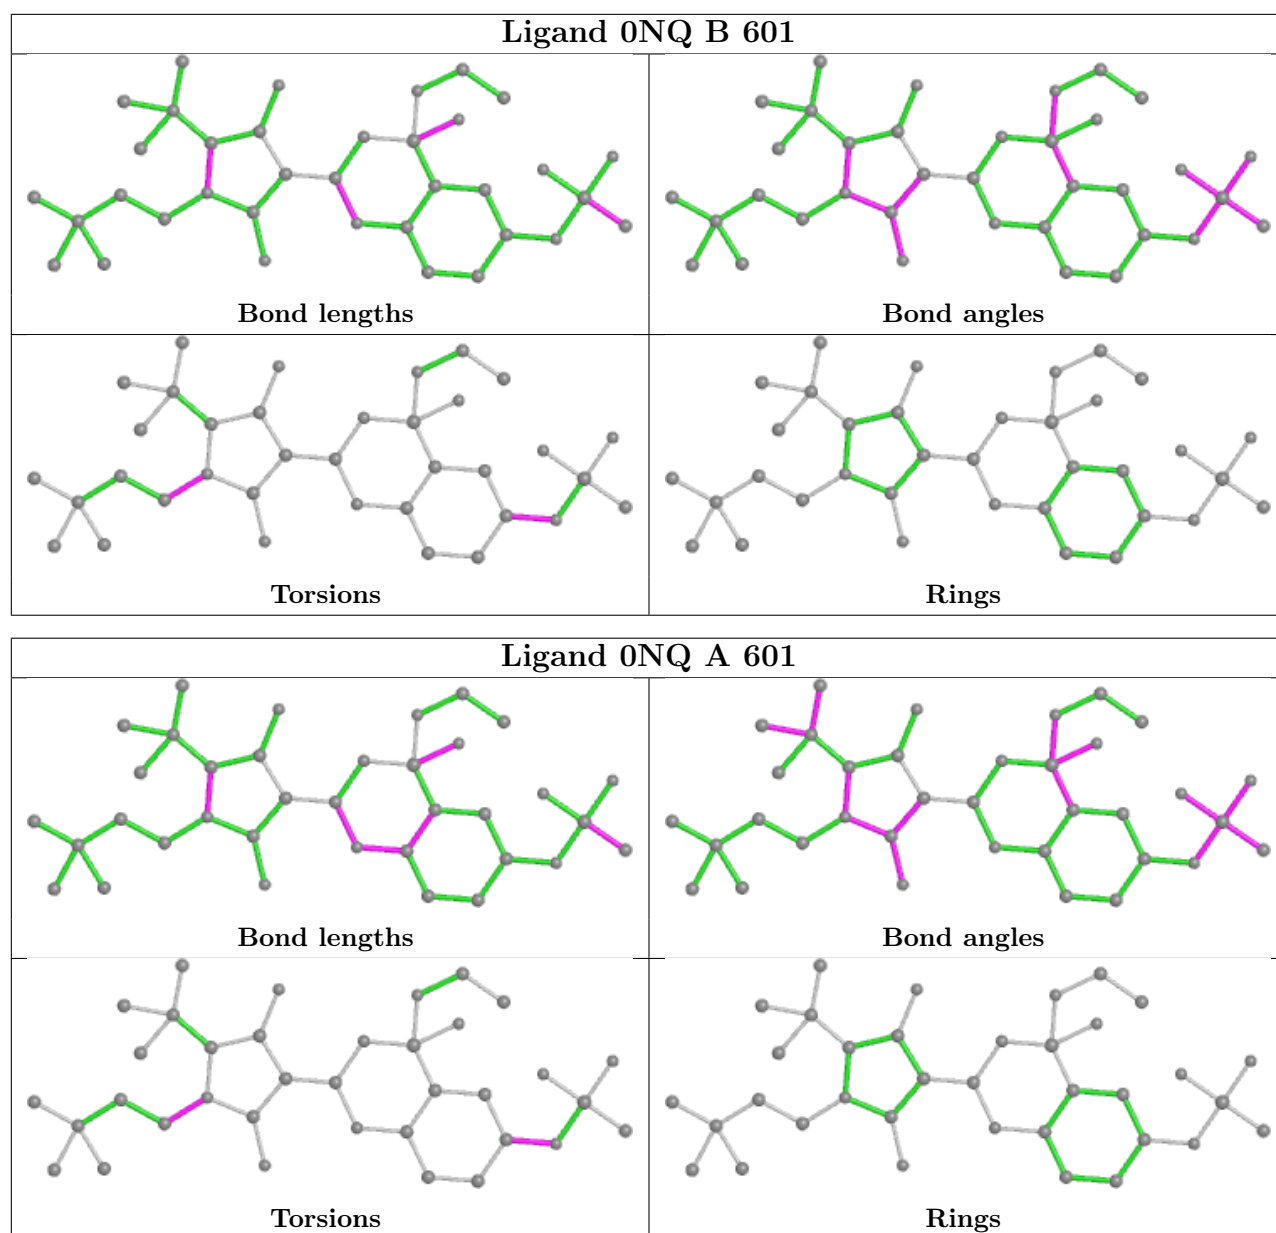 Ligand 0NQ B 601
Bond lengths
Bond angles
Torsions
Rings
Ligand 0NQ A 601
Bond lengths
Bond angles
Torsions
Rings